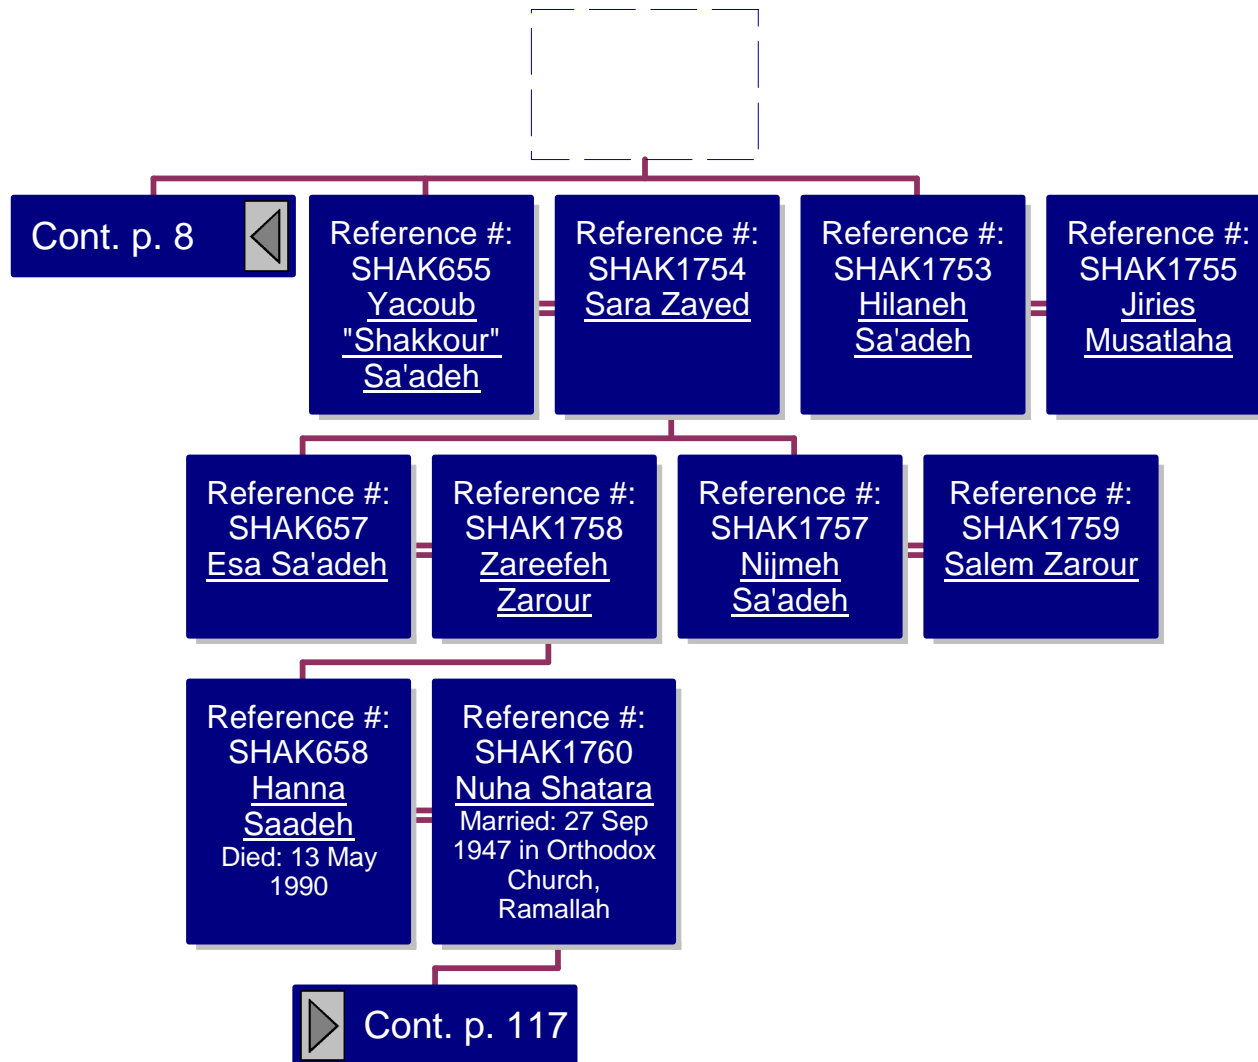 Cont. p. 8
Reference #:
SHAK655
Yacoub
"Shakkour"
Sa'adeh
Reference #:
SHAK1754
Sara Zayed
Reference #:
SHAK1753
Hilaneh
Sa'adeh
Reference #:
SHAK1755
Jiries
Musatlaha
Reference #:
SHAK657
Esa Sa'adeh
Reference #:
SHAK1758
Zareefeh
Zarour
Reference #:
SHAK1757
Nijmeh
Sa'adeh
Reference #:
SHAK1759
Salem Zarour
Reference #:
SHAK658
Hanna
Saadeh
Died: 13 May
1990
Reference #:
SHAK1760
Nuha Shatara
Married: 27 Sep
1947 in Orthodox
Church,
Ramallah
Cont. p. 117